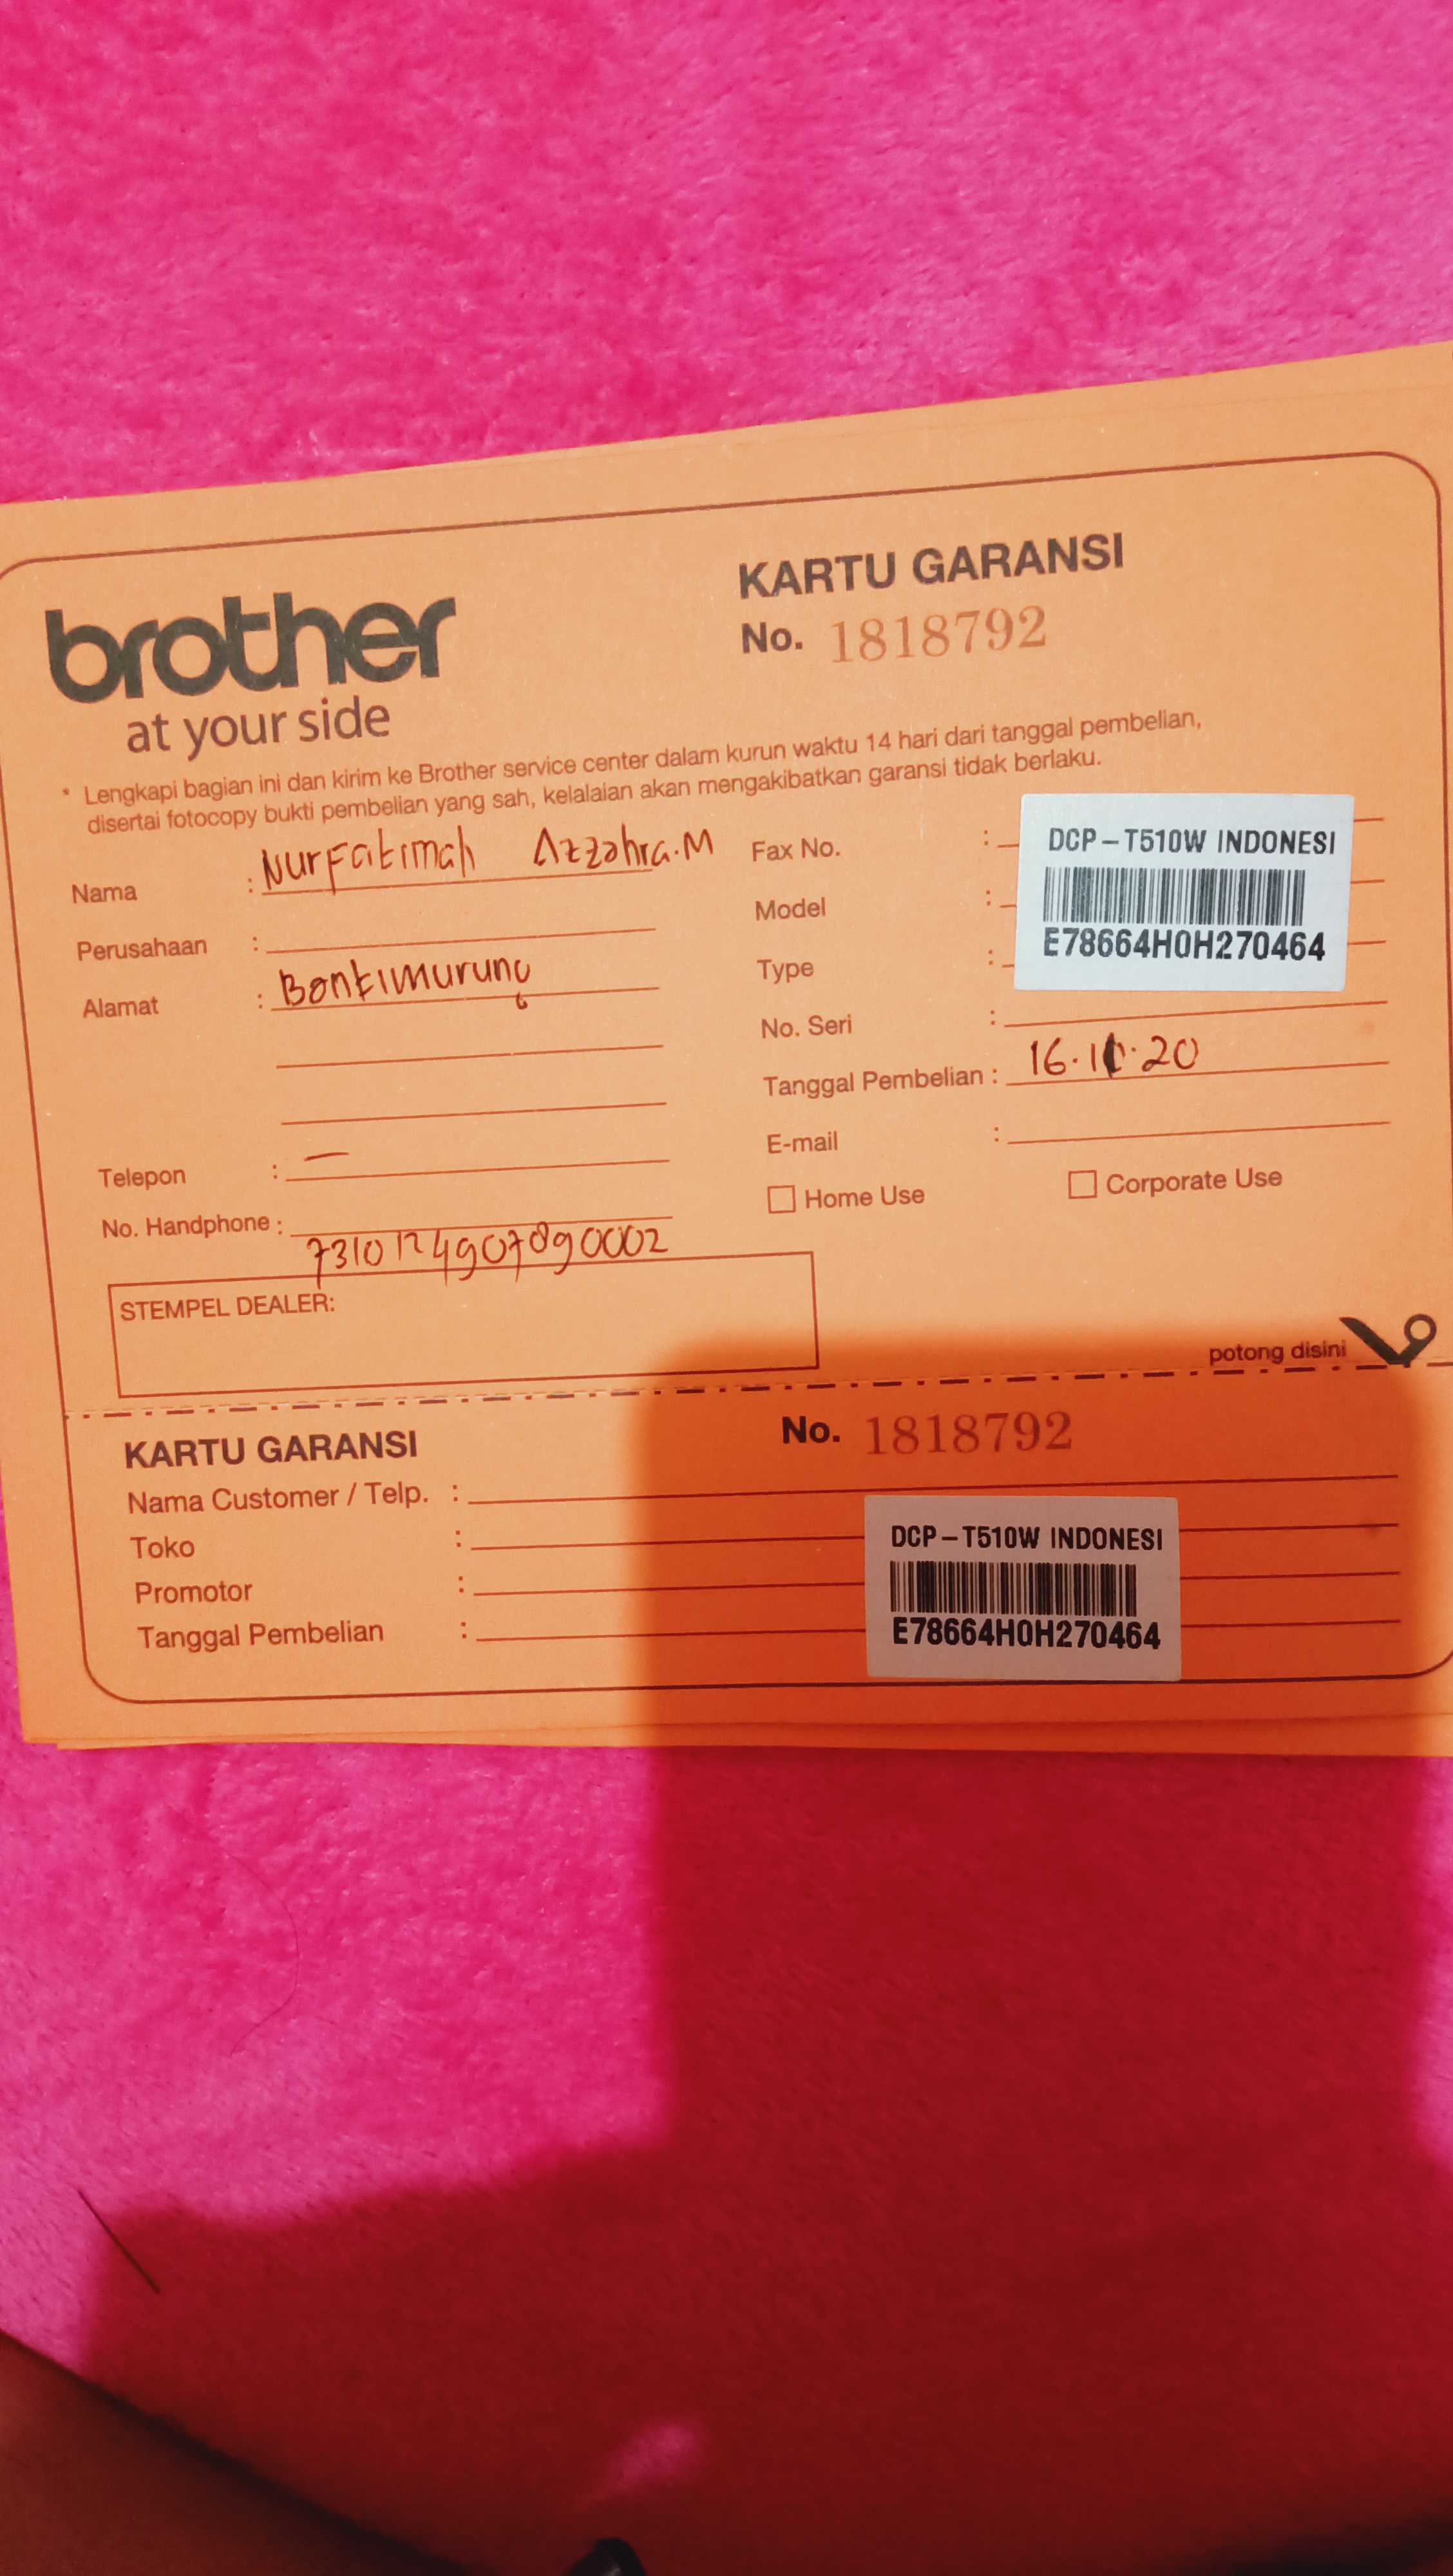 brother
at your side
KARTU GARANSI
No. 1818792
* Lengkapi bagian ini dan kirim ke Brother service center dalam kurun waktu 14 hari dari tanggal pembelian,
disertai fotocopy bukti pembelian yang sah, kelalaian akan mengakibatkan garansi tidak berlaku.
Nama : Nurfatimah Azzahra.M
Perusahaan :
Alamat : Bantimurung
Telepon : —
No. Handphone : 7310124907090002
STEMPEL DEALER:
Fax No. :
Model :
Type :
DCP-T510W INDONESI
E78664H0H270464
No. Seri :
Tanggal Pembelian : 16.11.20
E-mail :
Home Use Corporate Use
potong disini
KARTU GARANSI
No. 1818792
Nama Customer / Telp. :
Toko :
Promotor :
Tanggal Pembelian :
DCP-T510W INDONESI
E78664H0H270464